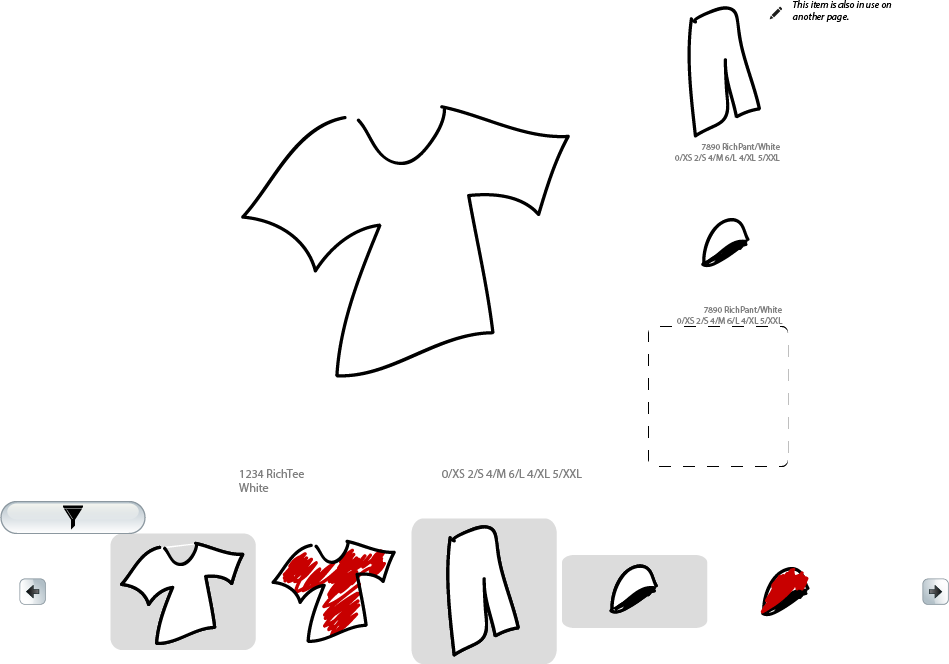 This item is also in use on
another page.
7890 RichPant/White
0/XS 2/S 4/M 6/L 4/XL 5/XXL
7890 RichPant/White
0/XS 2/S 4/M 6/L 4/XL 5/XXL
1234 RichTee
0/XS 2/S 4/M 6/L 4/XL 5/XXL
White